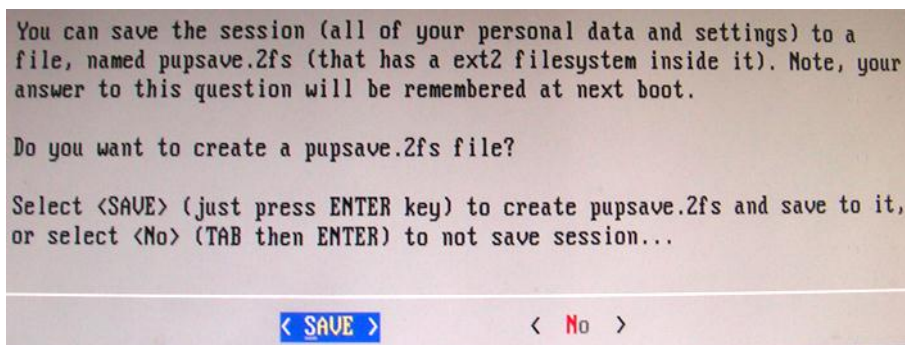 You can save the session (all of your personal data and settings) to a
file, named pupsave.2fs (that has a ext2 filesystem inside it). Note, your
answer to this question will be remembered at next boot.
Do you want to create a pupsave.2fs file?
Select <SAVE> (just press ENTER key) to create pupsave.2fs and save to it,
or select <No> (TAB then ENTER) to not save session...
< SAVE > < No >